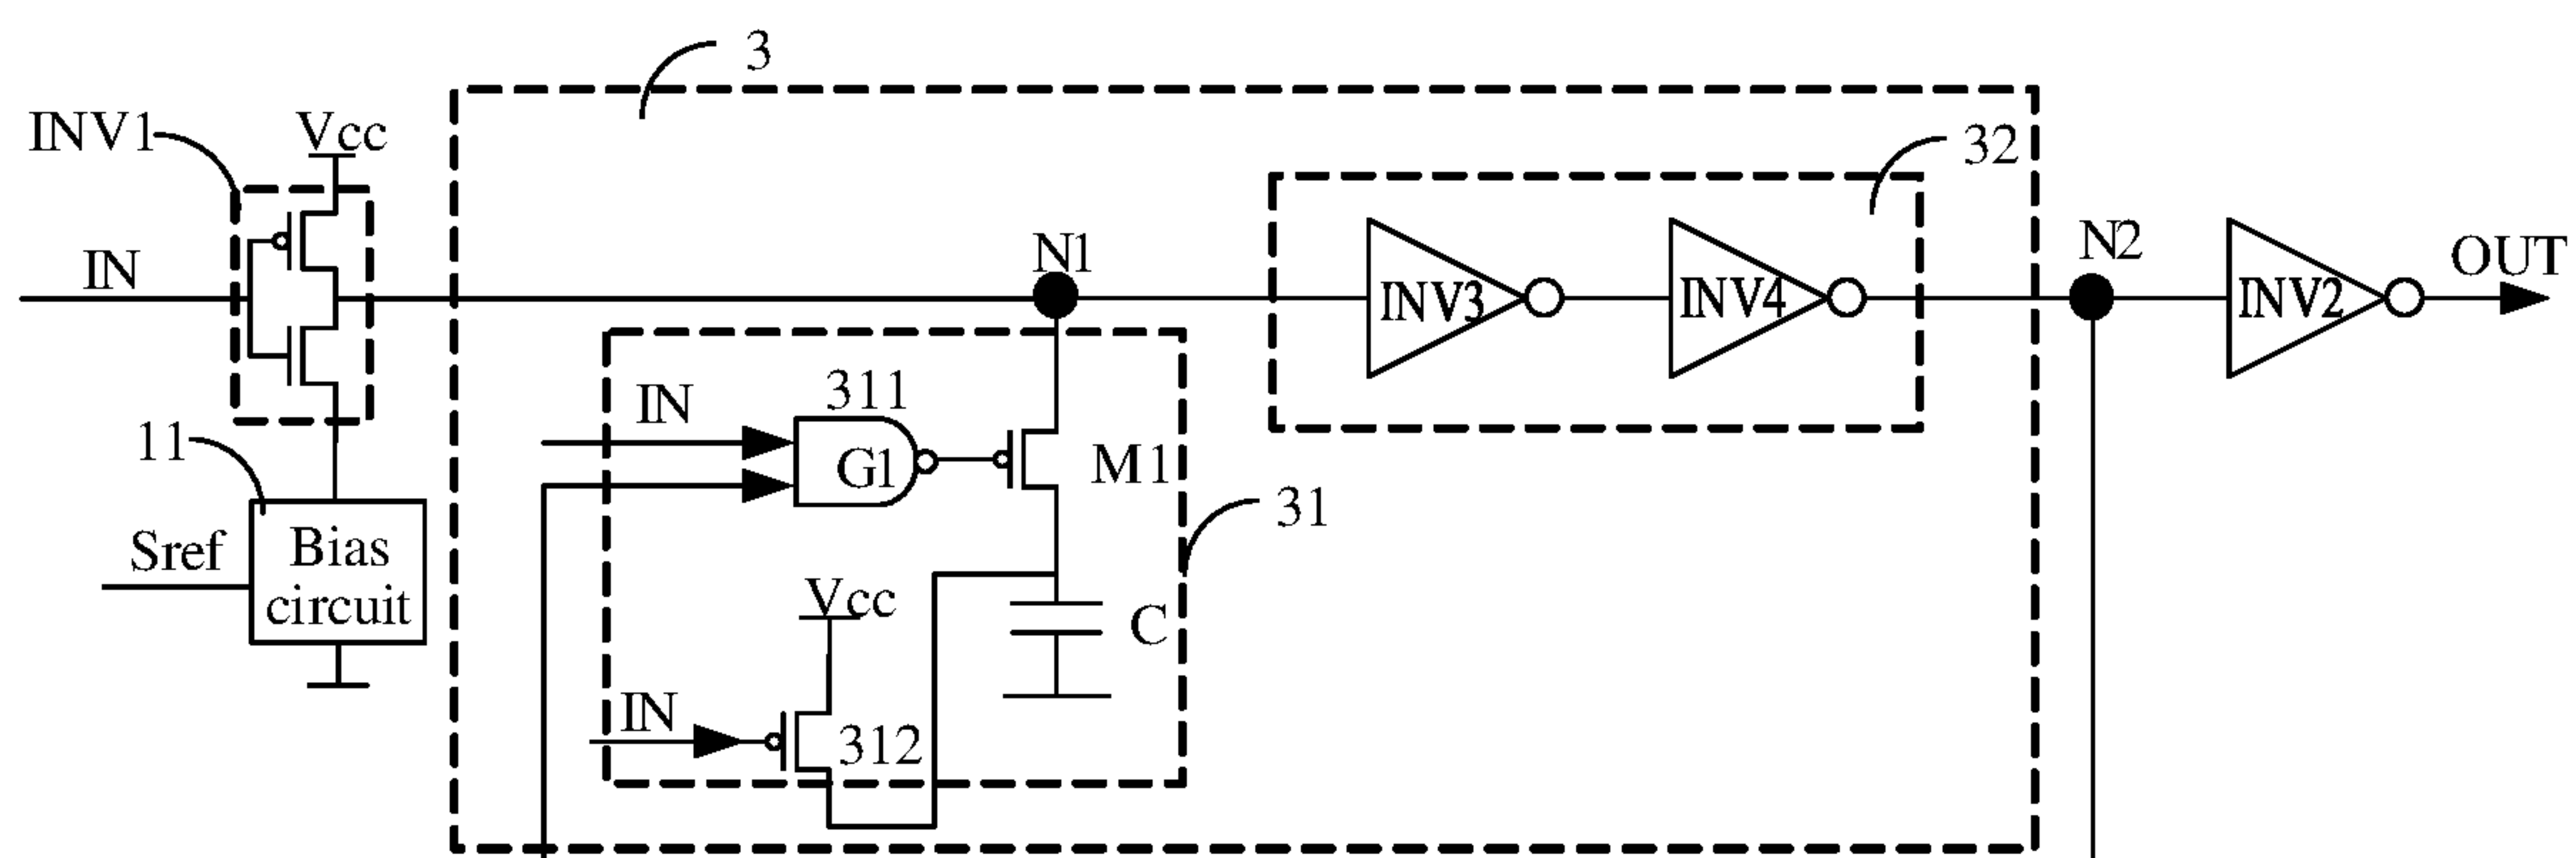 3
INV1
Vcc
32
IN
N1
N2
OUT
INV3
INV4
INV2
311
IN
G1
M1
11
31
Sref
Bias
circuit
Vcc
C
IN
312